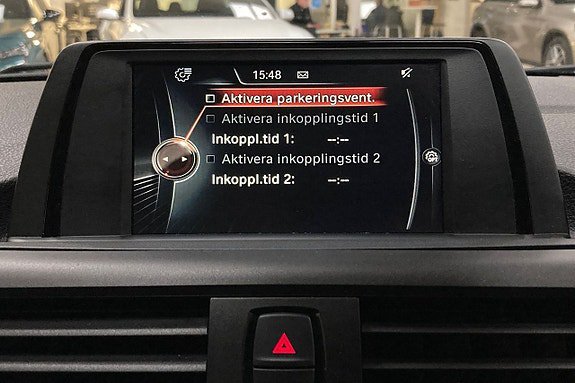 15:48
Aktivera parkeringsvent.
Aktivera inkopplingstid 1
Inkoppl.tid 1: --:--
Aktivera inkopplingstid 2
Inkoppl.tid 2: --:--